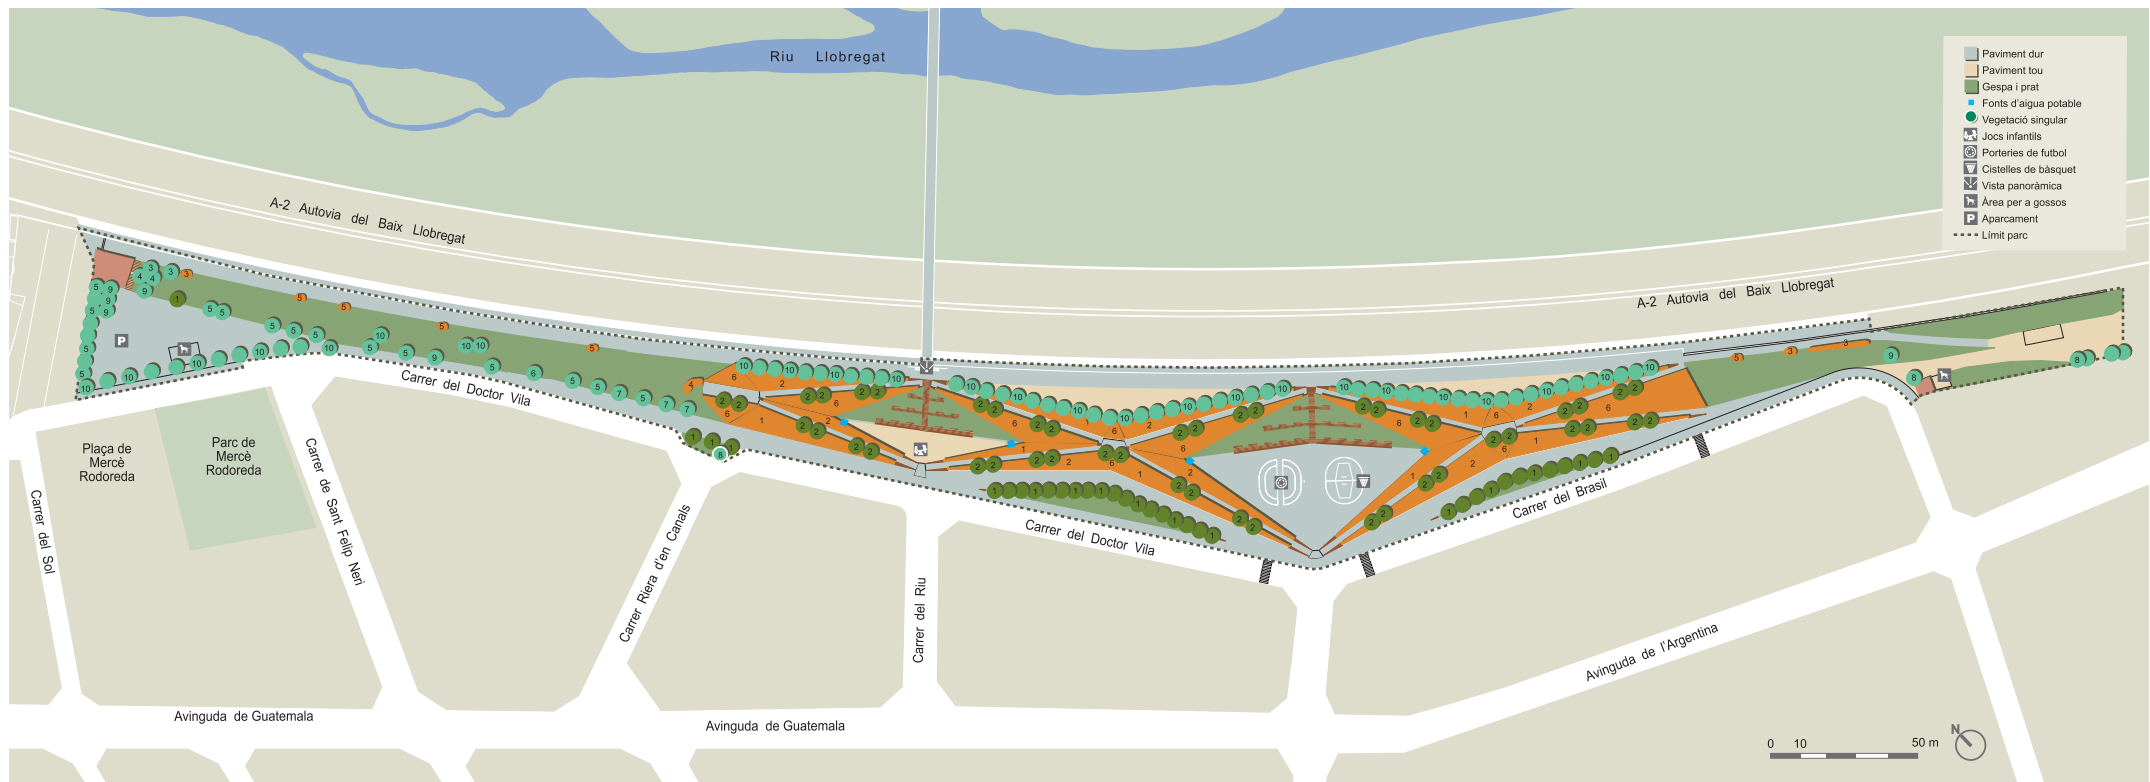 Riu Llobregat
Paviment dur
Paviment tou
Gespa i prat
Fonts d'aigua potable
Vegetació singular
Jocs infantils
Porteries de futbol
Cistelles de bàsquet
Vista panoràmica
Àrea per a gossos
P Aparcament
Límit parc
A-2 Autovia del Baix Llobregat
A-2 Autovia del Baix Llobregat
P
Carrer del Doctor Vila
Plaça de
Mercè
Rodoreda
Parc de
Mercè
Rodoreda
Carrer del Sol
Carrer de Sant Felip Neri
Carrer Riera d'en Canals
Carrer del Riu
Carrer del Doctor Vila
Carrer del Brasil
Avinguda de l'Argentina
Avinguda de Guatemala
Avinguda de Guatemala
0 10 50 m
N